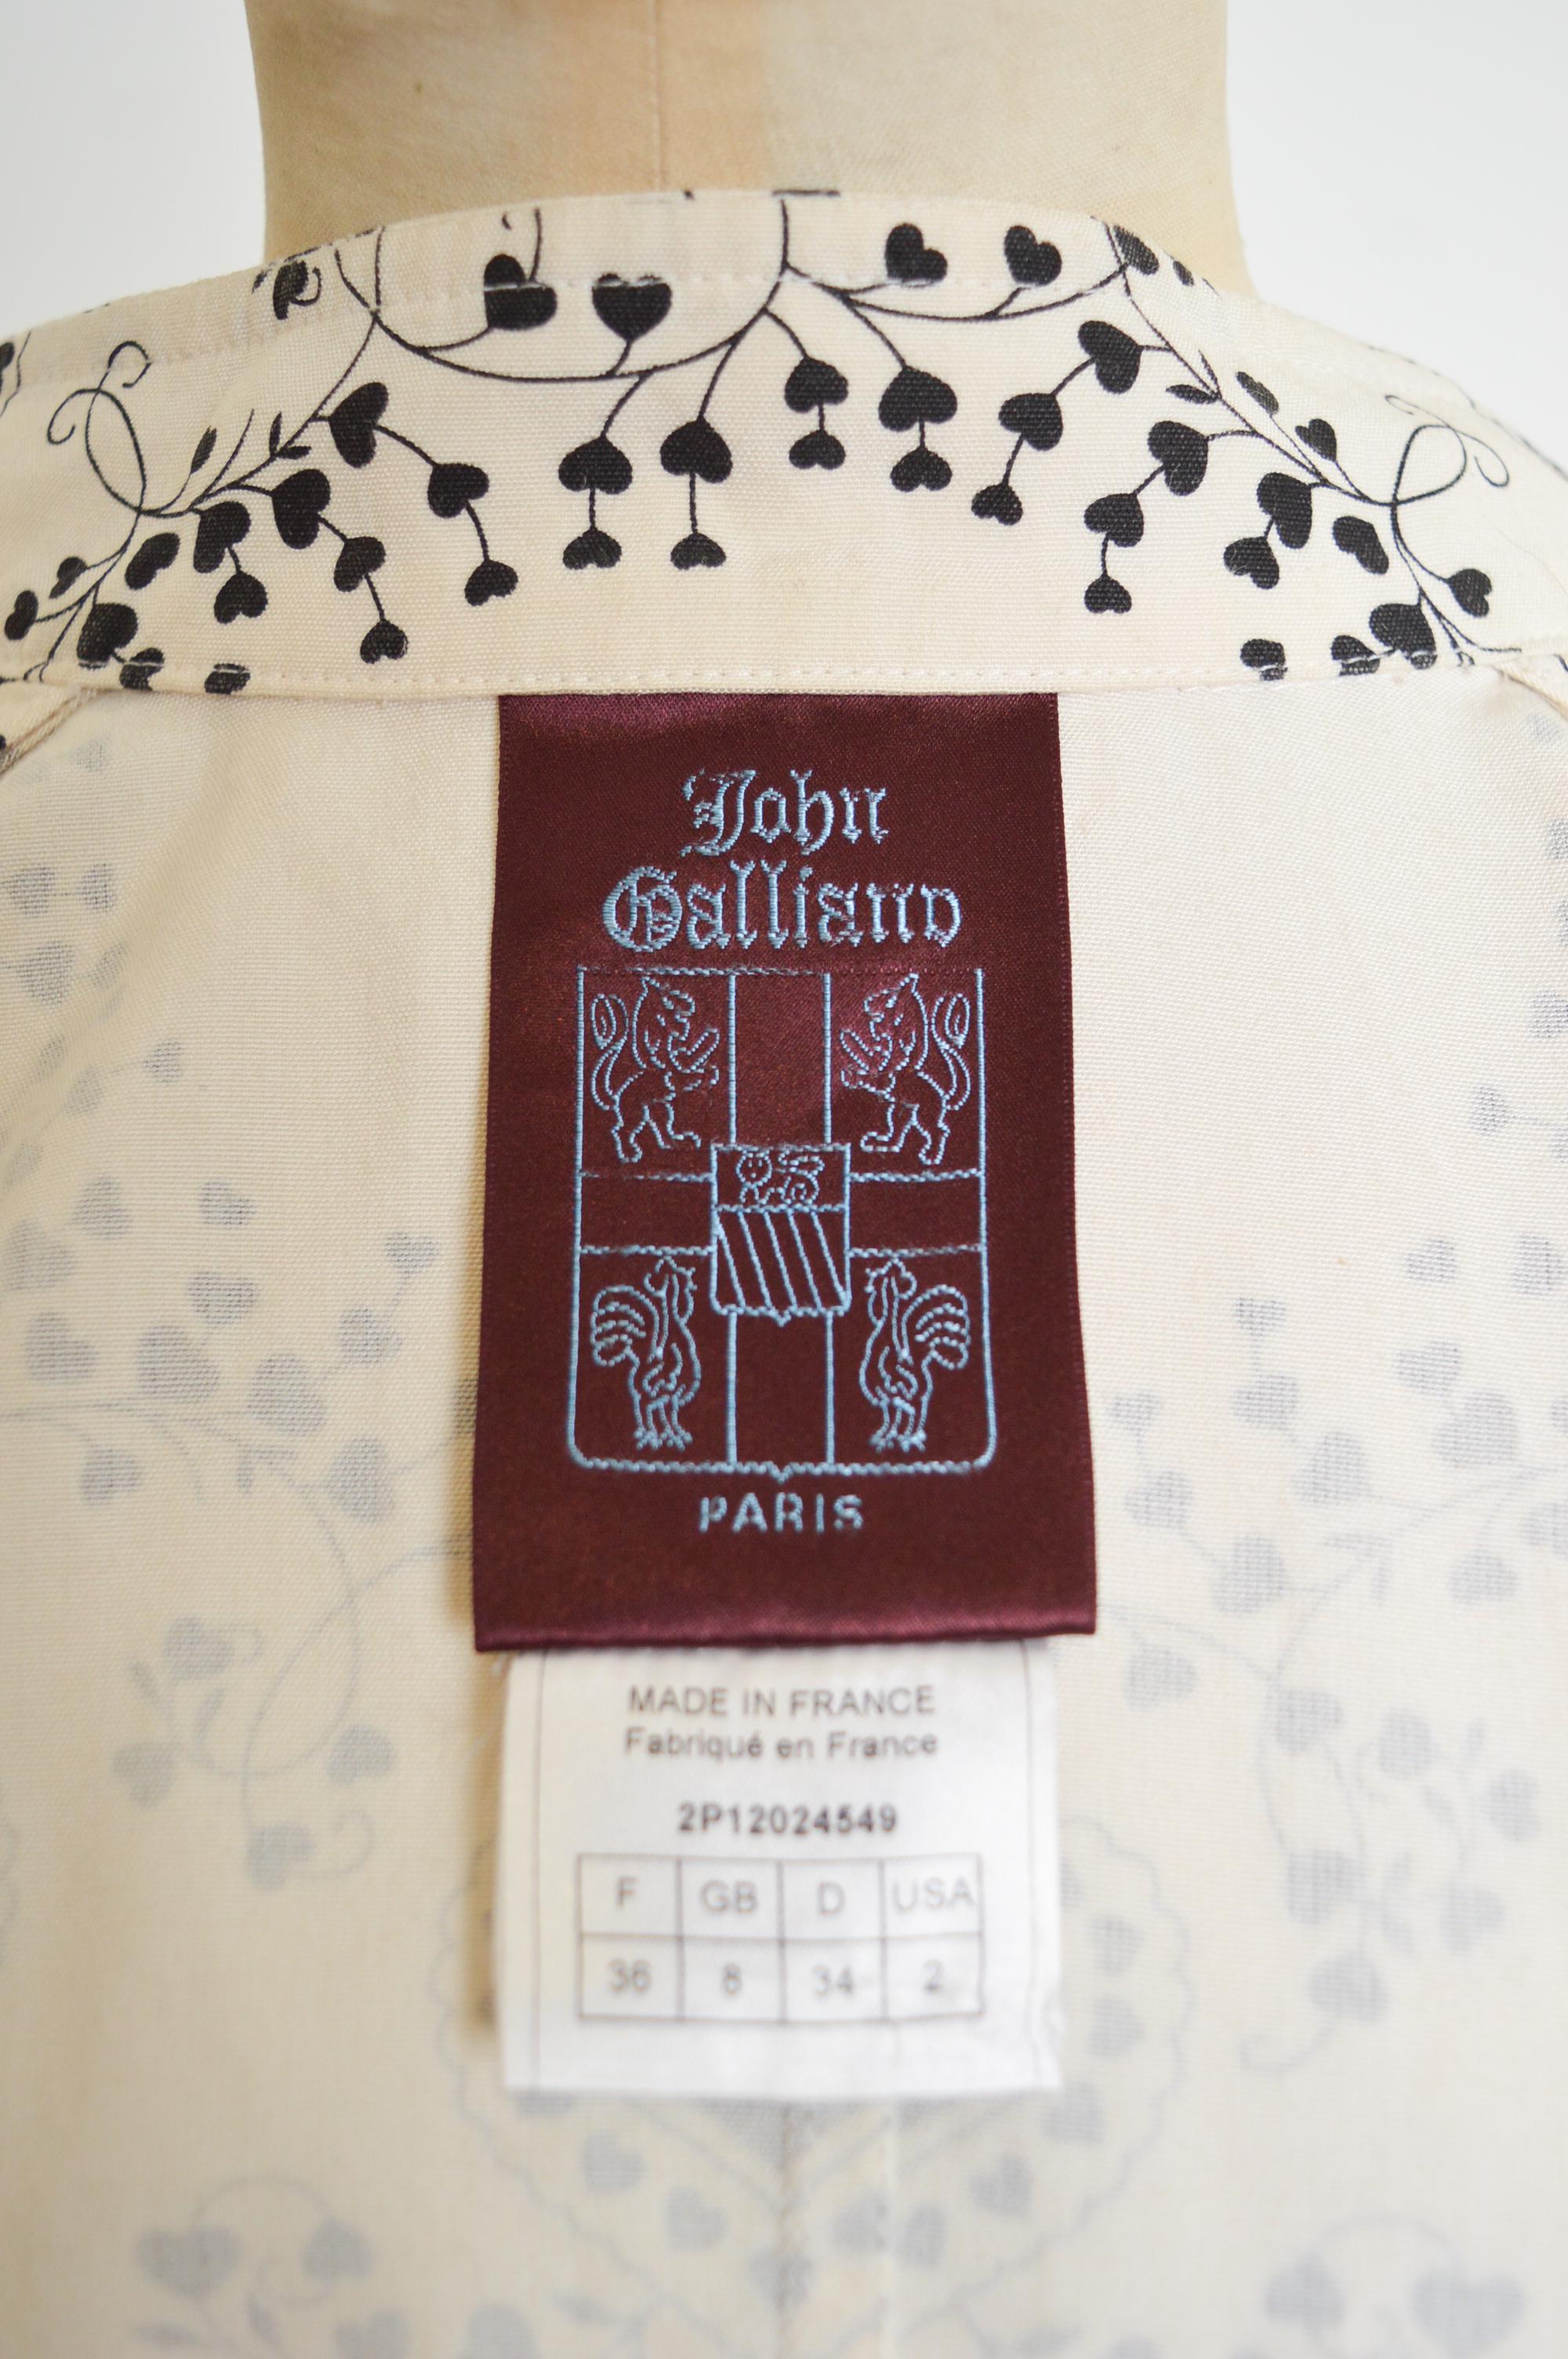 John
Galliano
PARIS
MADE IN FRANCE
Fabriqué en France
2P12024549
F GB D USA
36 8 34 2